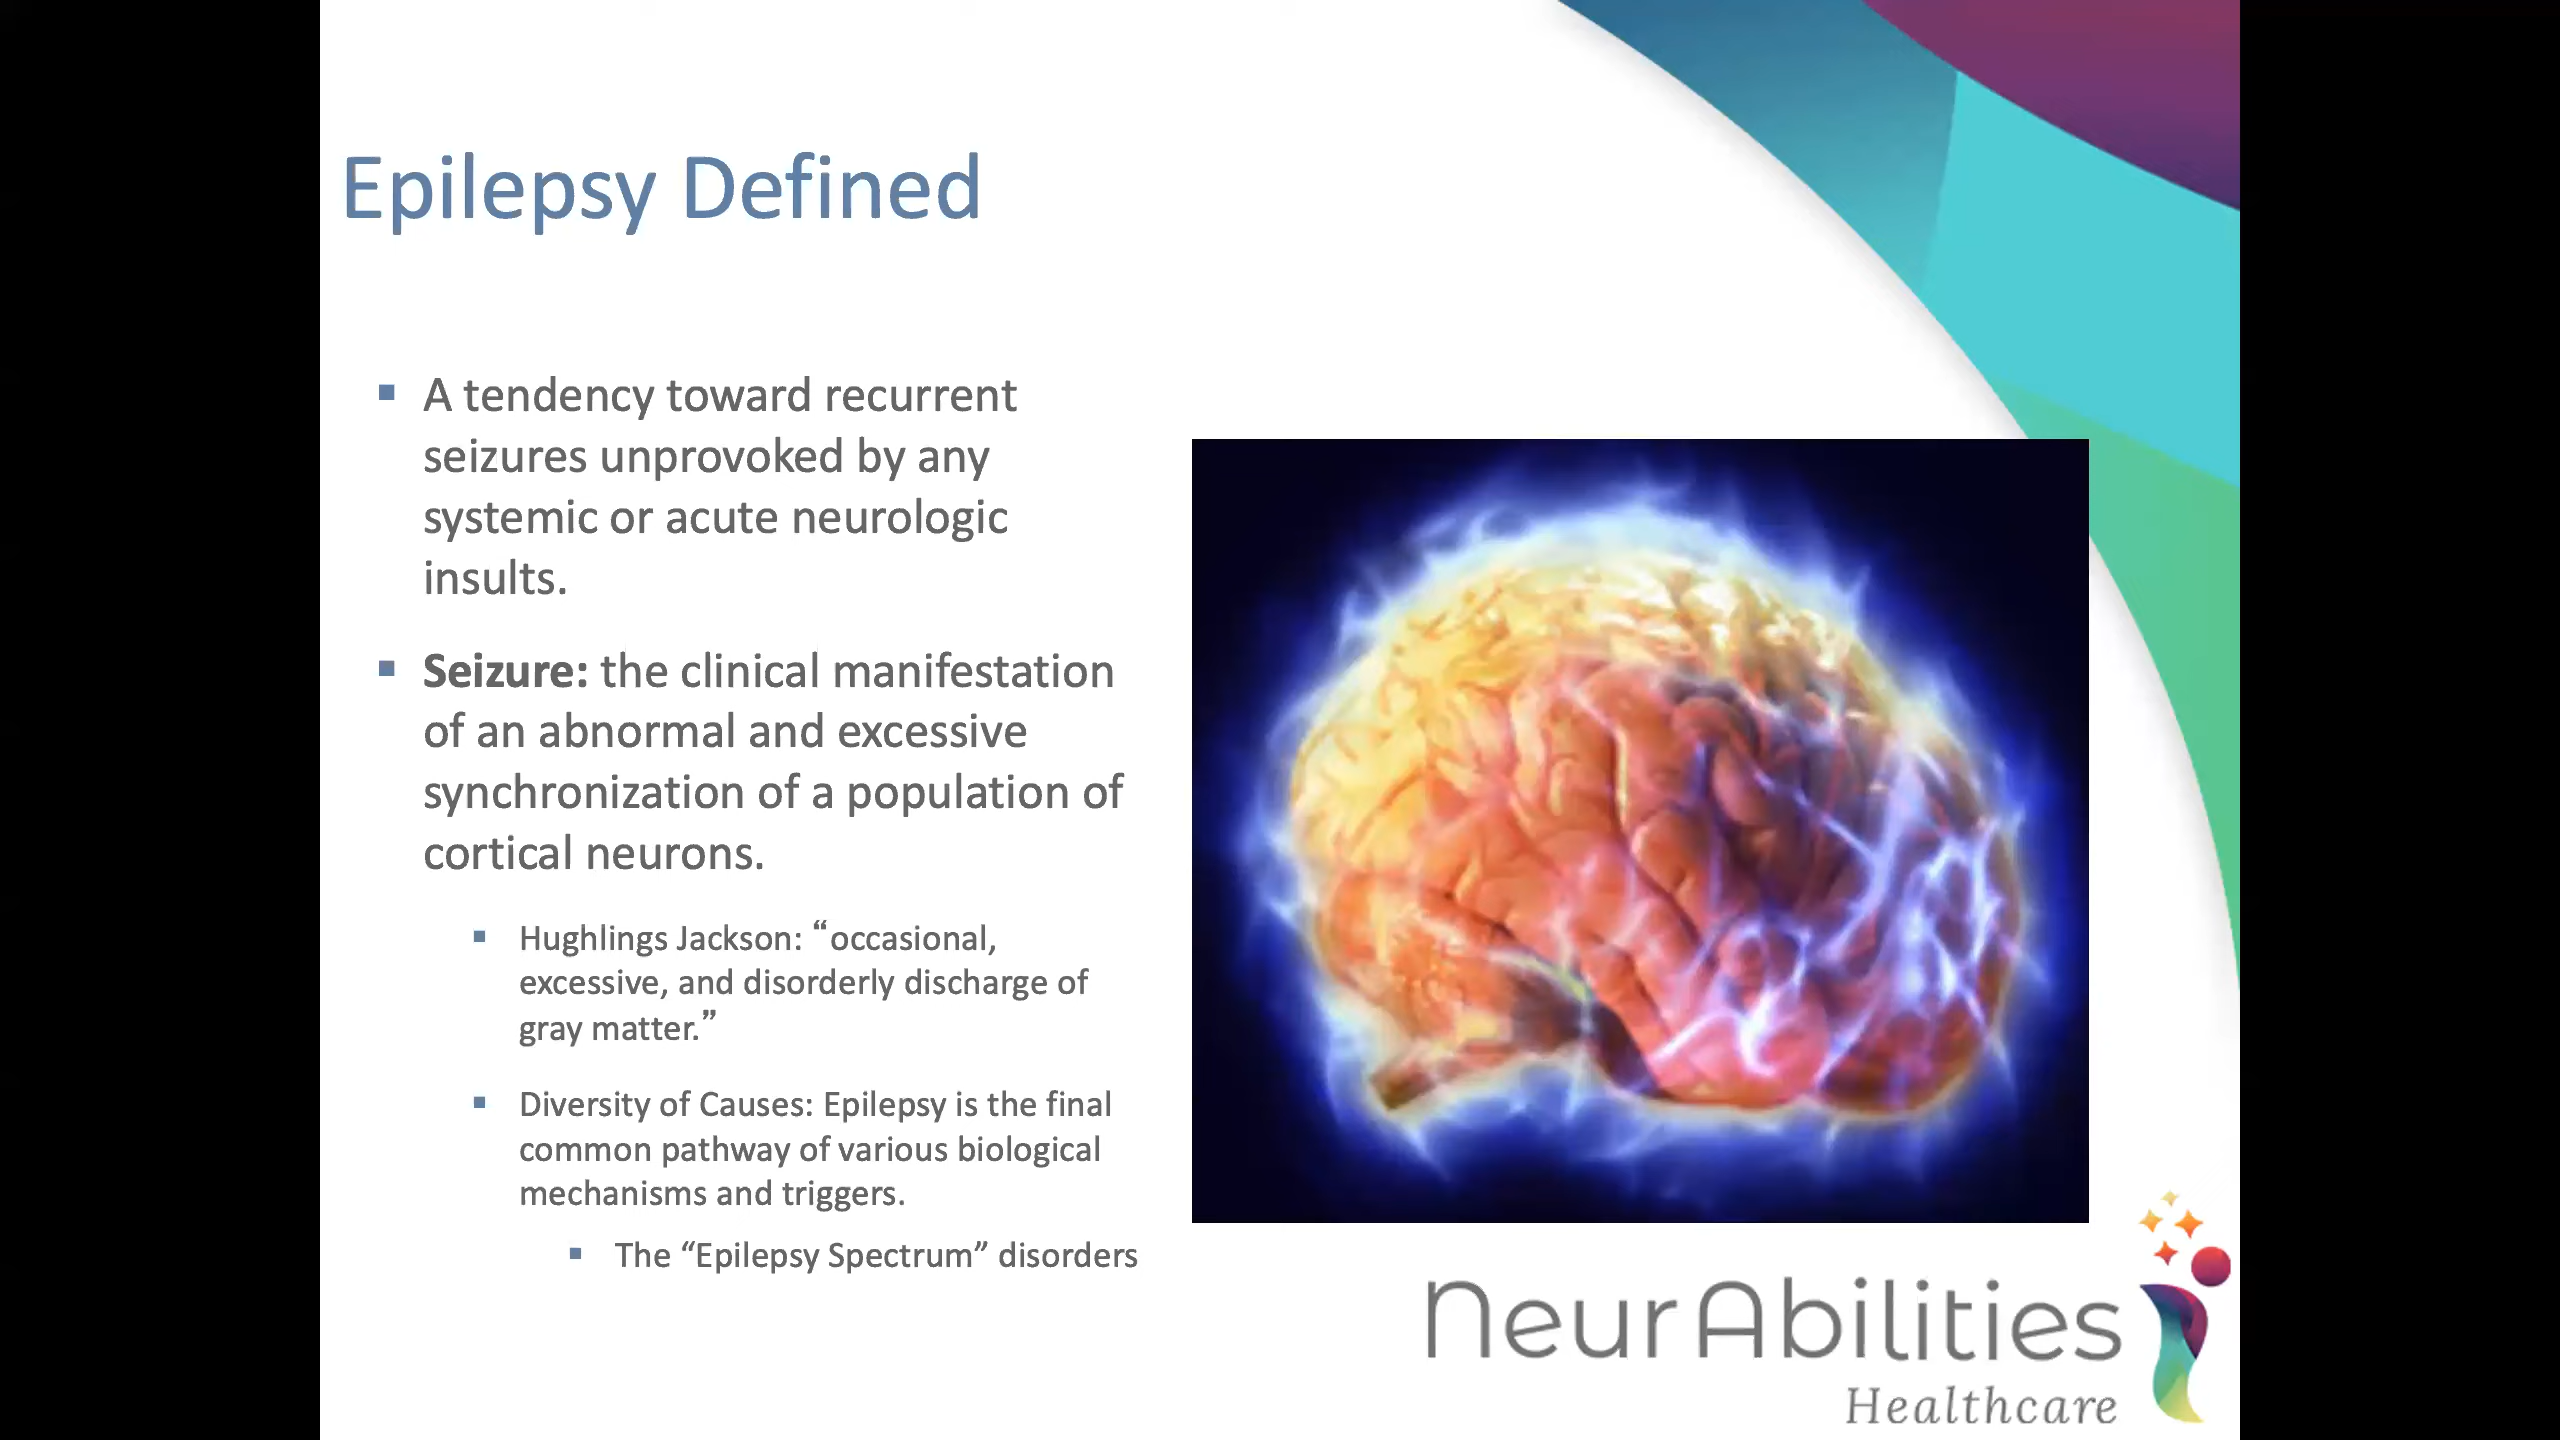 Epilepsy Defined
▪ A tendency toward recurrent
seizures unprovoked by any
systemic or acute neurologic
insults.
▪ Seizure: the clinical manifestation
of an abnormal and excessive
synchronization of a population of
cortical neurons.
▪ Hughlings Jackson: “occasional,
excessive, and disorderly discharge of
gray matter.”
▪ Diversity of Causes: Epilepsy is the final
common pathway of various biological
mechanisms and triggers.
▪ The “Epilepsy Spectrum” disorders
NeurAbilities
Healthcare